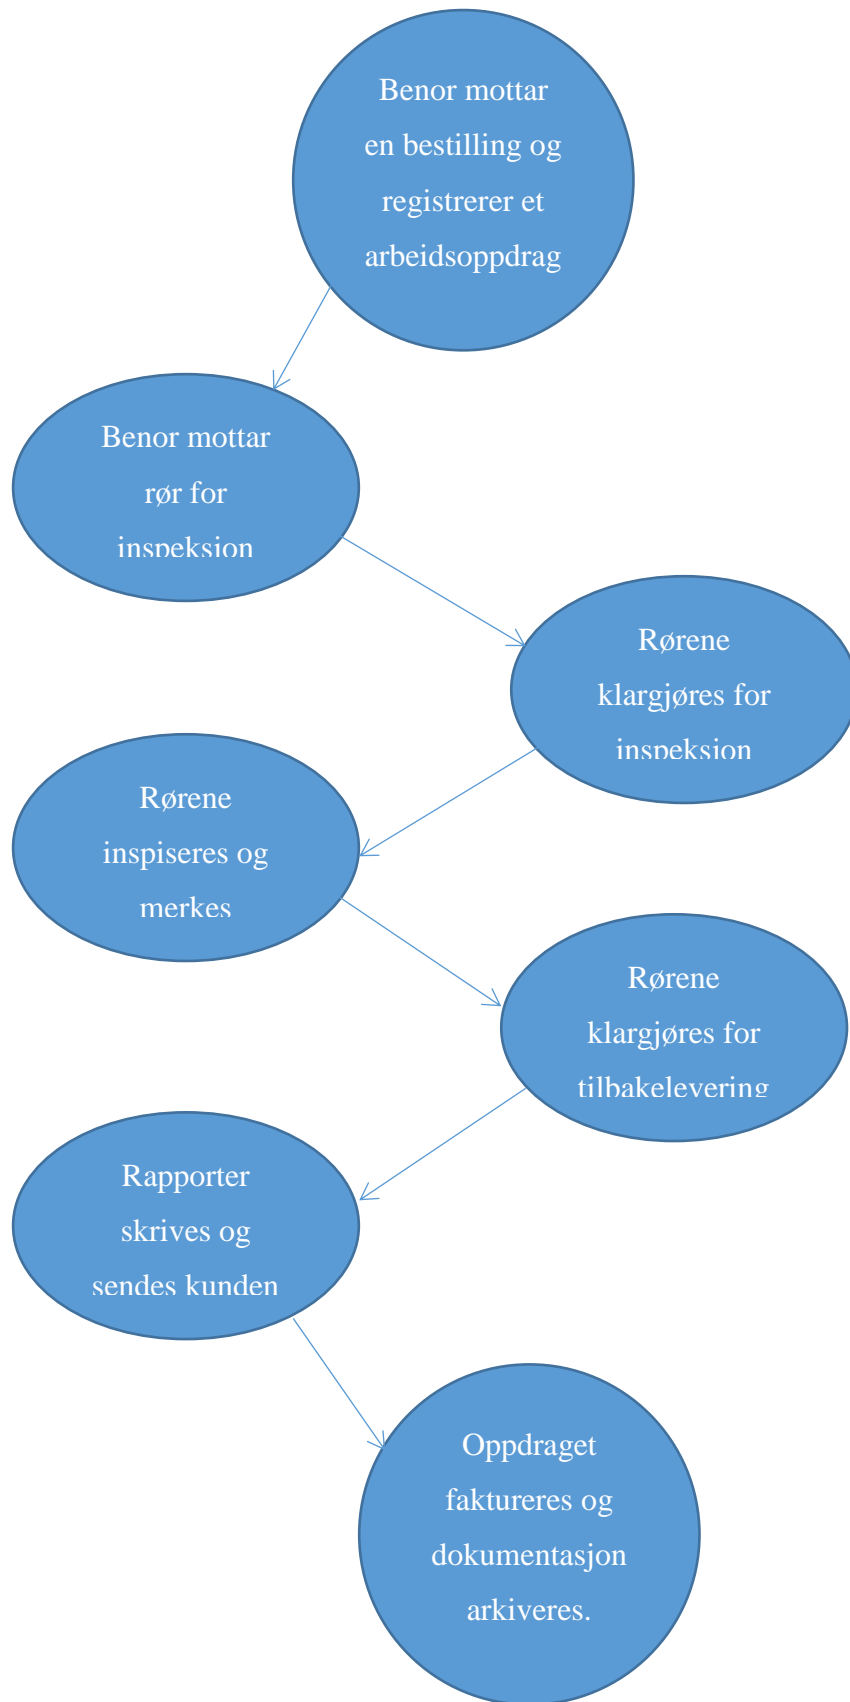 Benor mottar
en bestilling og
registrerer et
arbeidsoppdrag
Benor mottar
rør for
inspeksjon
Rørene
klargjøres for
inspeksjon
Rørene
inspiseres og
merkes
Rørene
klargjøres for
tilbakelevering
Rapporter
skrives og
sendes kunden
Oppdraget
faktureres og
dokumentasjon
arkiveres.